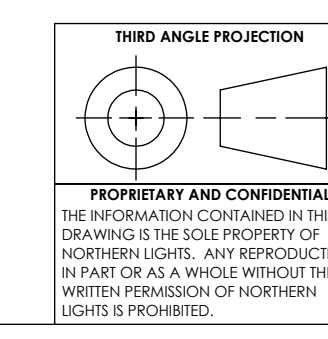 THIRD ANGLE PROJECTION
PROPRIETARY AND CONFIDENTIAL
THE INFORMATION CONTAINED IN THI
DRAWING IS THE SOLE PROPERTY OF
NORTHERN LIGHTS. ANY REPRODUCTI
IN PART OR AS A WHOLE WITHOUT TH
WRITTEN PERMISSION OF NORTHERN
LIGHTS IS PROHIBITED.